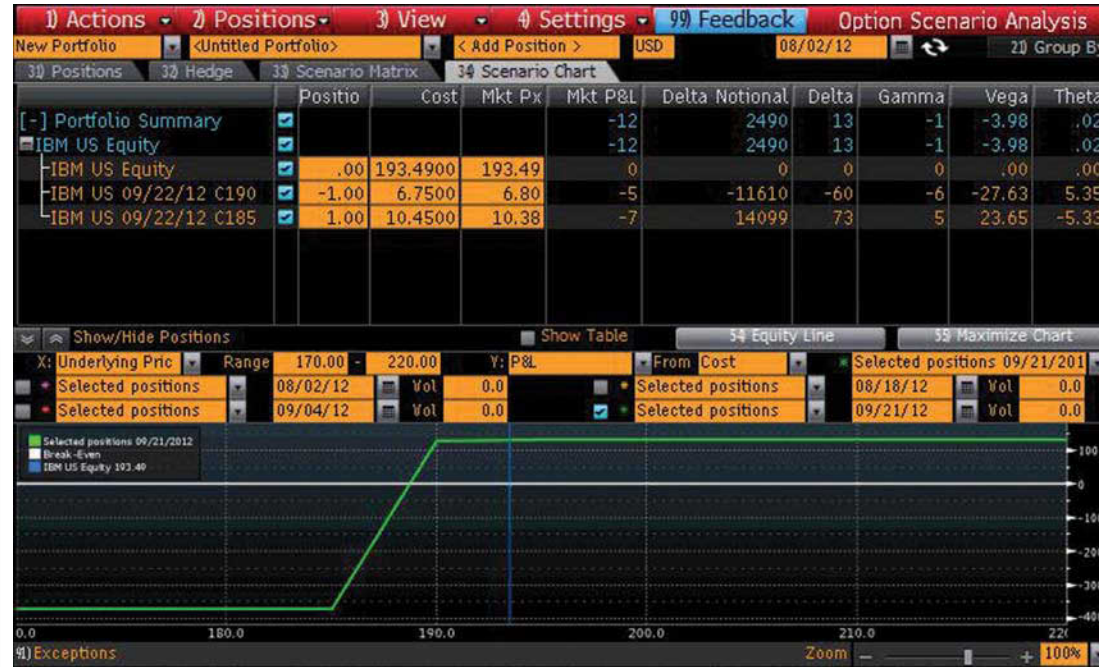 1) Actions 2) Positions 3) View 4) Settings 99) Feedback Option Scenario Analysis
New Portfolio <Untitled Portfolio> < Add Position > USD 08/02/12 21) Group By
31) Positions 32) Hedge 33) Scenario Matrix 34) Scenario Chart
Positio Cost Mkt Px Mkt P&L Delta Notional Delta Gamma Vega Theta
[-] Portfolio Summary -12 2490 13 -1 -3.98 .02
IBM US Equity -12 2490 13 -1 -3.98 .02
IBM US Equity .00 193.4900 193.49 0 0 0 0 .00 .00
IBM US 09/22/12 C190 -1.00 6.7500 6.80 -5 -11610 -60 -6 -27.63 5.35
IBM US 09/22/12 C185 1.00 10.4500 10.38 -7 14099 73 5 23.65 -5.33
Show/Hide Positions Show Table 54) Equity Line 55) Maximize Chart
X: Underlying Pric Range 170.00 - 220.00 Y: P&L From Cost Selected positions 09/21/201
Selected positions 08/02/12 Vol 0.0 Selected positions 08/18/12 Vol 0.0
Selected positions 09/04/12 Vol 0.0 Selected positions 09/21/12 Vol 0.0
Selected positions 09/21/2012
Break-Even
IBM US Equity 193.49
100
0
-10
-20
-30
-40
0.0 180.0 190.0 200.0 210.0 220
91) Exceptions Zoom - + 100%